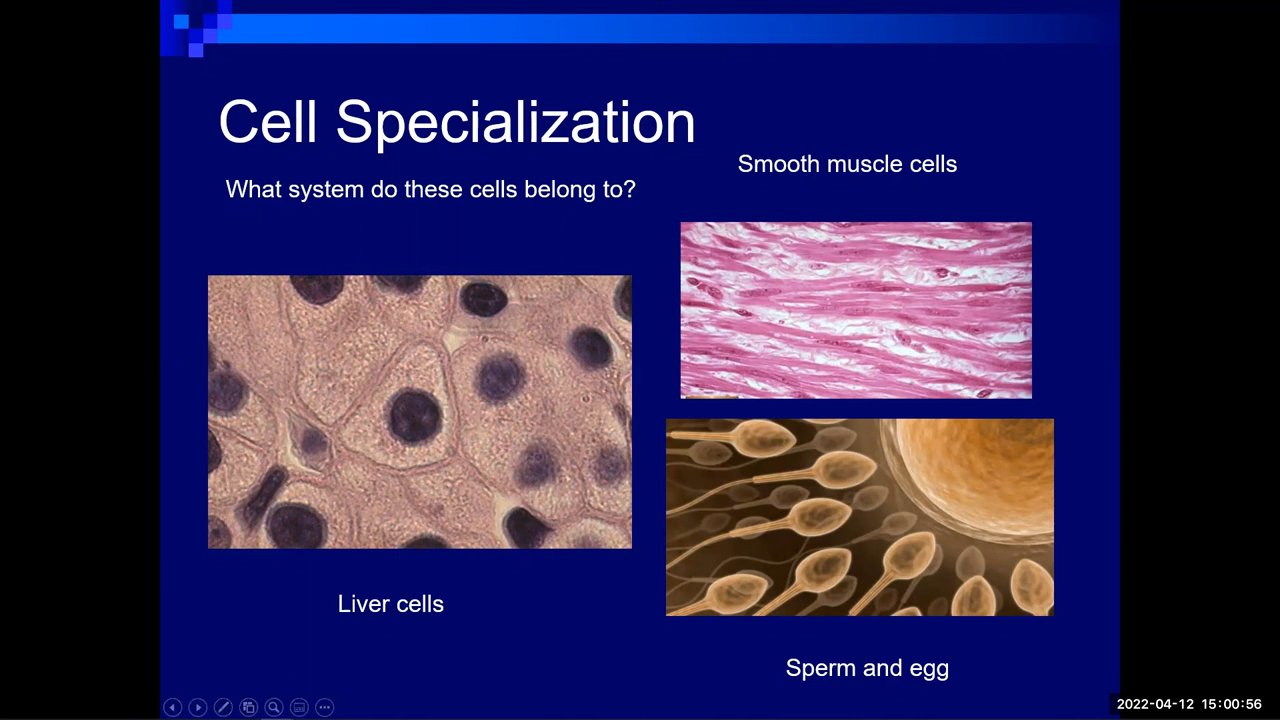 Cell Specialization
What system do these cells belong to?
Smooth muscle cells
Liver cells
Sperm and egg
2022-04-12 15:00:56